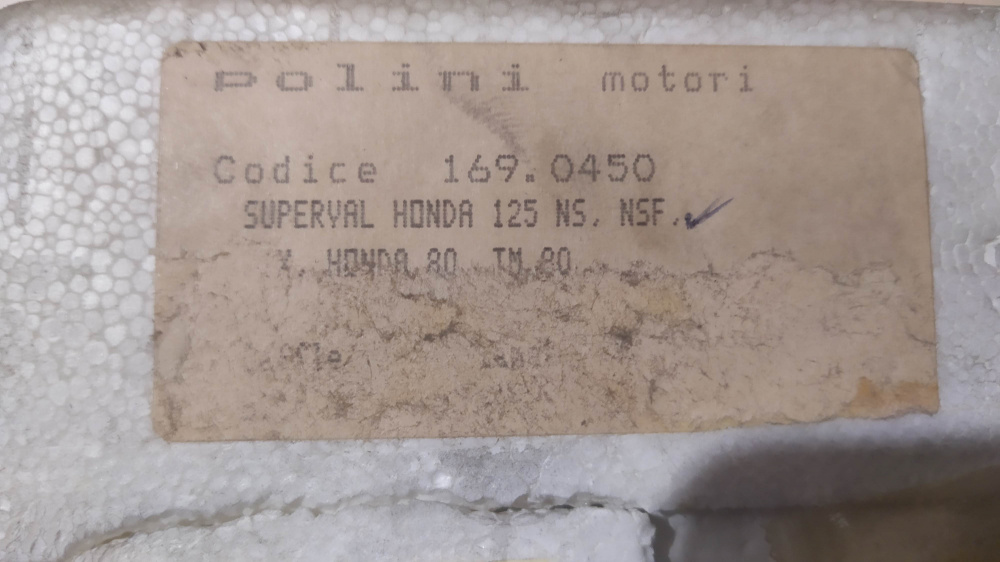 polini motori
Codice 169.0450
SUPERVAL HONDA 125 NS. NSF.
HONDA 80 TM 80